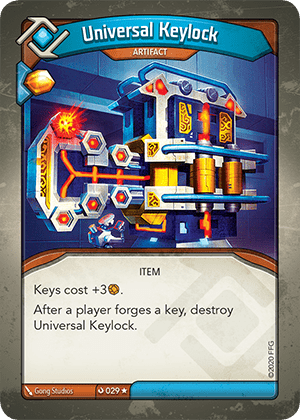 Universal Keylock
ARTIFACT
ITEM
Keys cost +3.
After a player forges a key, destroy
Universal Keylock.
Gong Studios
029
©2020 FFG